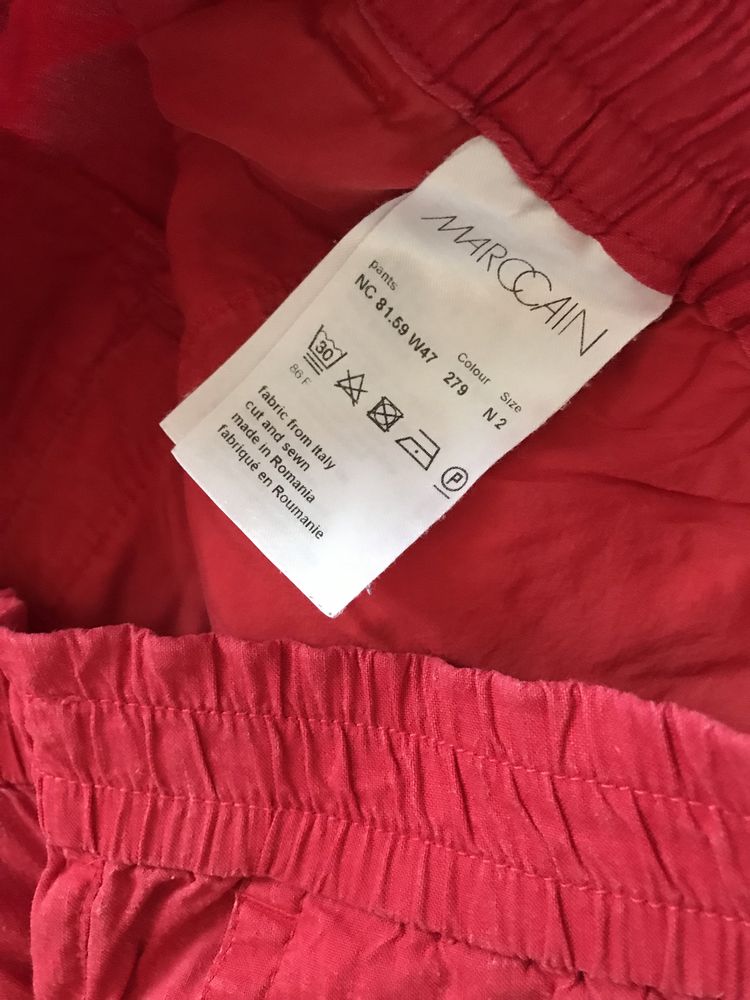 MARCCAIN
pants Colour Size
NC 81.59 W47 279 N 2
30 P
86 F
fabric from Italy
cut and sewn
made in Romania
fabriqué en Roumanie